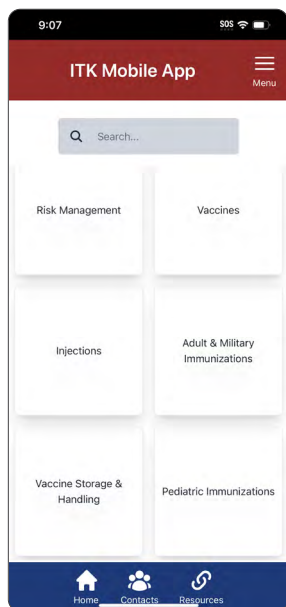 9:07
SOS
ITK Mobile App
Menu
Search...
Risk Management
Vaccines
Injections
Adult & Military
Immunizations
Vaccine Storage &
Handling
Pediatric Immunizations
Home
Contacts
Resources